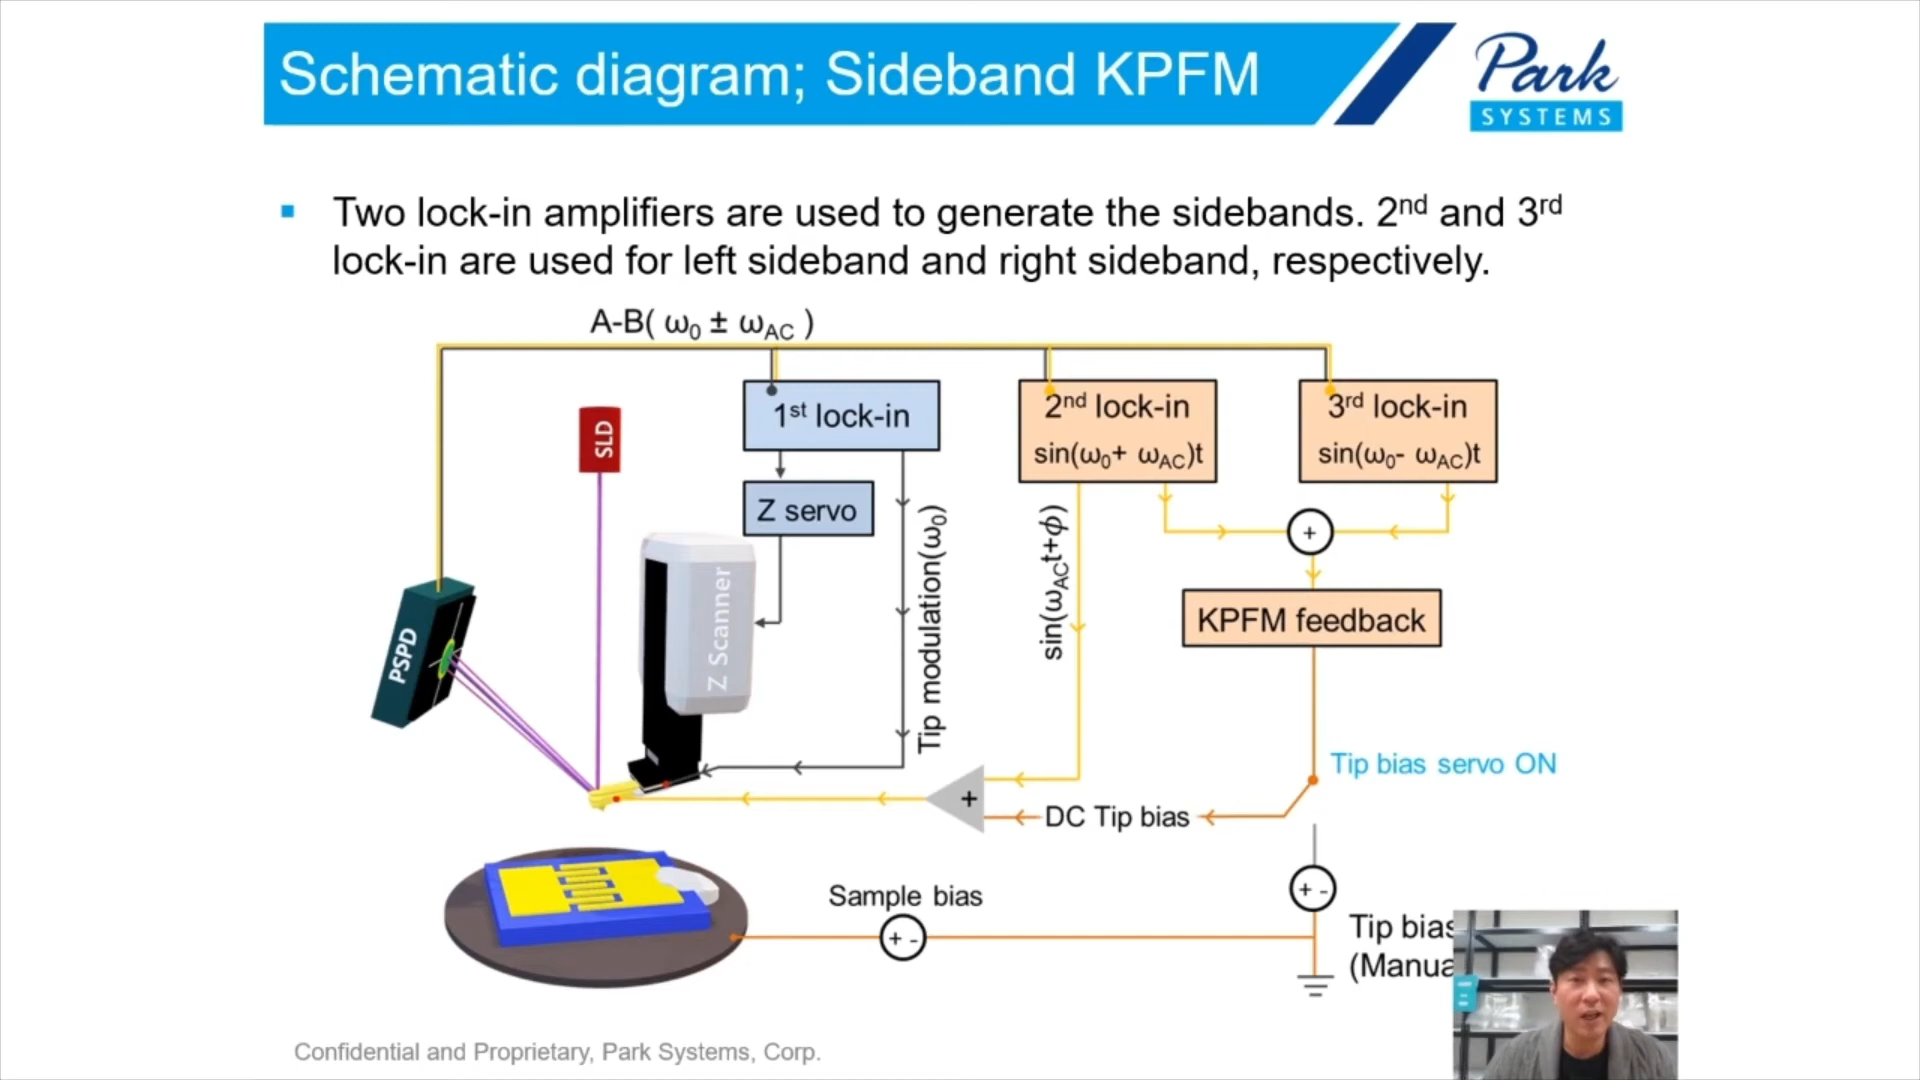 Schematic diagram; Sideband KPFM
Park
SYSTEMS
▪ Two lock-in amplifiers are used to generate the sidebands. 2nd and 3rd
lock-in are used for left sideband and right sideband, respectively.
A-B( ω0 ± ωAC )
SLD
1st lock-in
2nd lock-in
sin(ω0+ ωAC)t
3rd lock-in
sin(ω0- ωAC)t
Z servo
+
PSPD
Z Scanner
Tip modulation(ω0)
sin(ωACt+ϕ)
KPFM feedback
Tip bias servo ON
+
DC Tip bias
Sample bias
+ -
+ -
Tip bias
(Manua
Confidential and Proprietary, Park Systems, Corp.